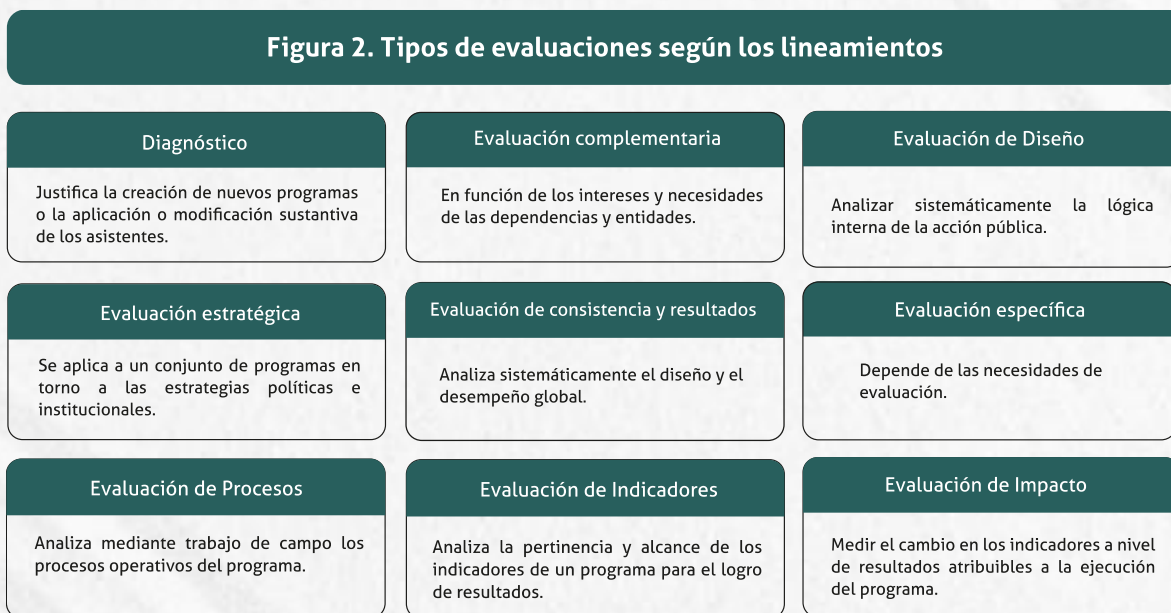 Figura 2. Tipos de evaluaciones según los lineamientos
Diagnóstico
Justifica la creación de nuevos programas
o la aplicación o modificación sustantiva
de los asistentes.
Evaluación complementaria
En función de los intereses y necesidades
de las dependencias y entidades.
Evaluación de Diseño
Analizar sistemáticamente la lógica
interna de la acción pública.
Evaluación estratégica
Se aplica a un conjunto de programas en
torno a las estrategias políticas e
institucionales.
Evaluación de consistencia y resultados
Analiza sistemáticamente el diseño y el
desempeño global.
Evaluación específica
Depende de las necesidades de
evaluación.
Evaluación de Procesos
Analiza mediante trabajo de campo los
procesos operativos del programa.
Evaluación de Indicadores
Analiza la pertinencia y alcance de los
indicadores de un programa para el logro
de resultados.
Evaluación de Impacto
Medir el cambio en los indicadores a nivel
de resultados atribuibles a la ejecución
del programa.